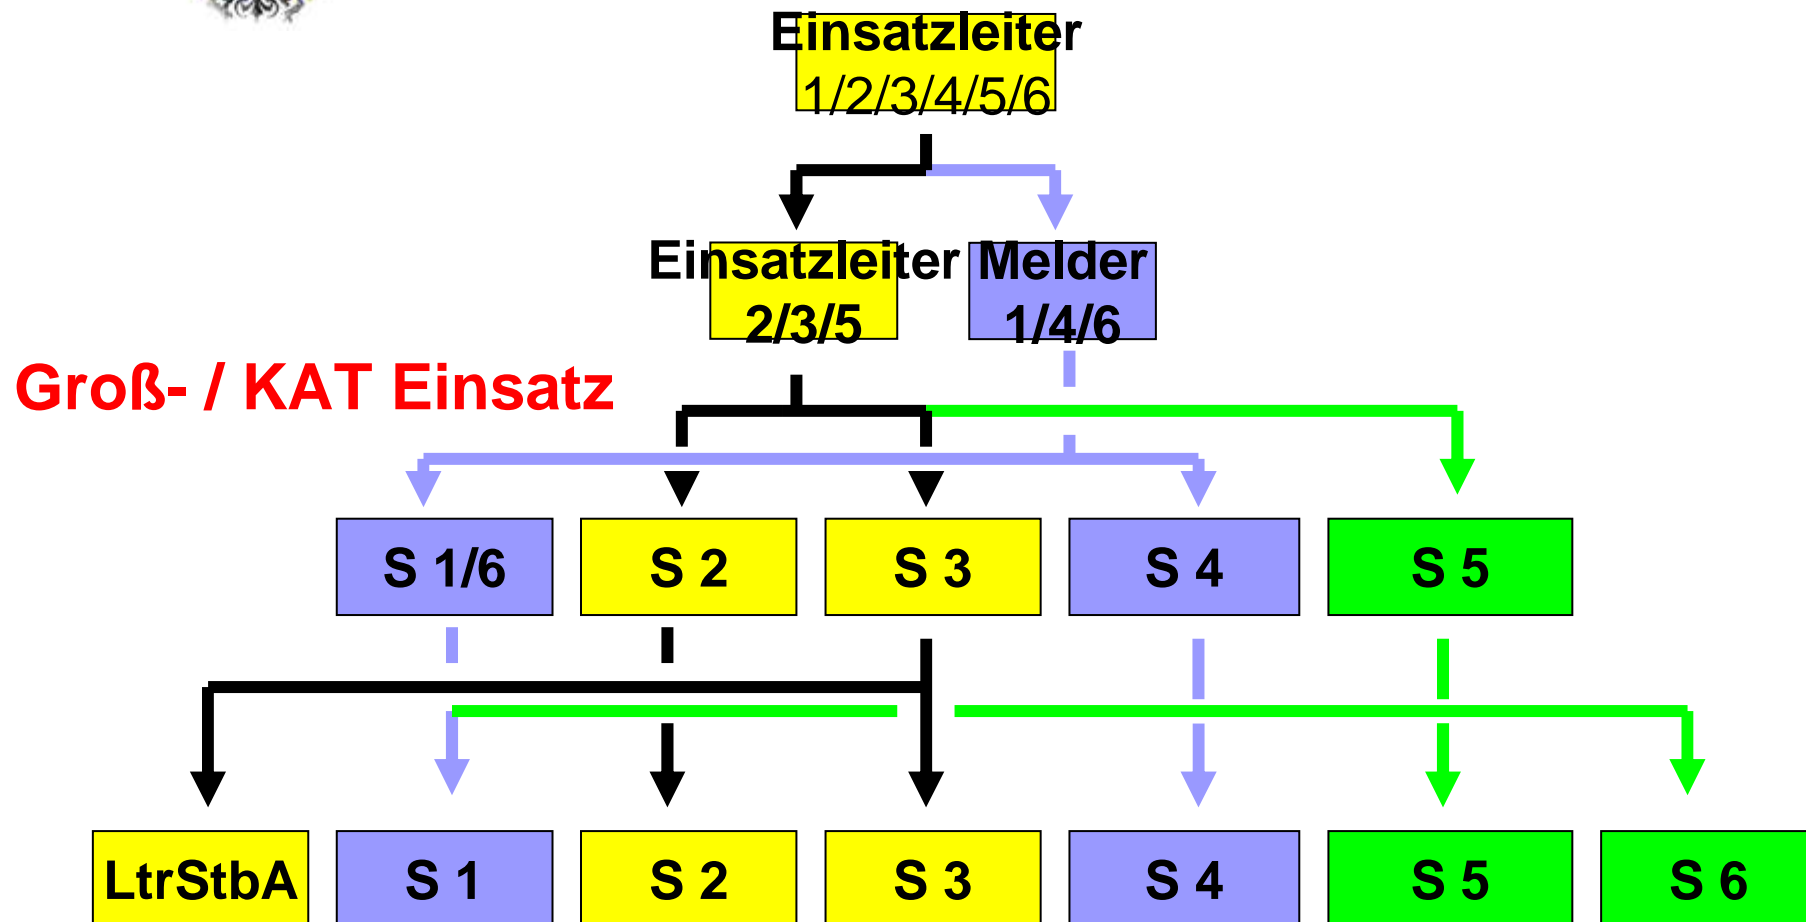 Einsatzleiter
1/2/3/4/5/6
Einsatzleiter
2/3/5
Melder
1/4/6
Groß- / KAT Einsatz
S 1/6
S 2
S 3
S 4
S 5
LtrStbA
S 1
S 2
S 3
S 4
S 5
S 6